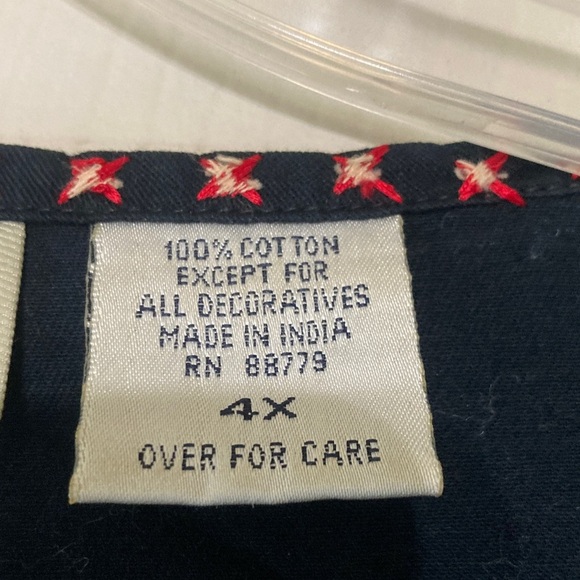 100% COTTON
EXCEPT FOR
ALL DECORATIVES
MADE IN INDIA
RN 88779
4X
OVER FOR CARE